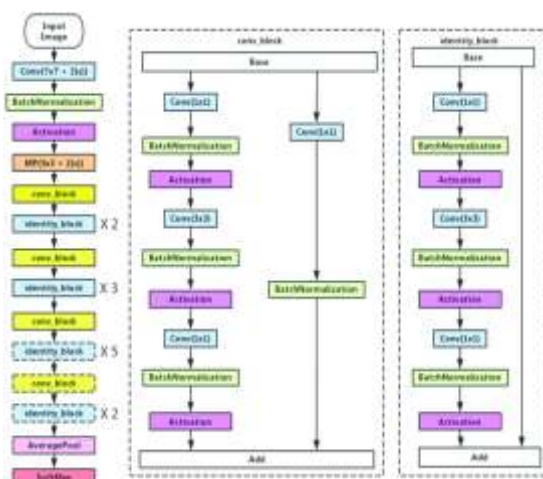 Input
Image
Conv(7x7 + 2(s))
BatchNormalization
Activation
MP(3x3 + 2(s))
conv_block
identity_block X 2
conv_block
identity_block X 3
conv_block
identity_block X 5
conv_block
identity_block X 2
AveragePool
SoftMax
conv_block
Base
Conv(1x1)
BatchNormalization
Activation
Conv(3x3)
BatchNormalization
Activation
Conv(1x1)
BatchNormalization
Activation
Conv(1x1)
BatchNormalization
Add
identity_block
Base
Conv(1x1)
BatchNormalization
Activation
Conv(3x3)
BatchNormalization
Activation
Conv(1x1)
BatchNormalization
Activation
Add